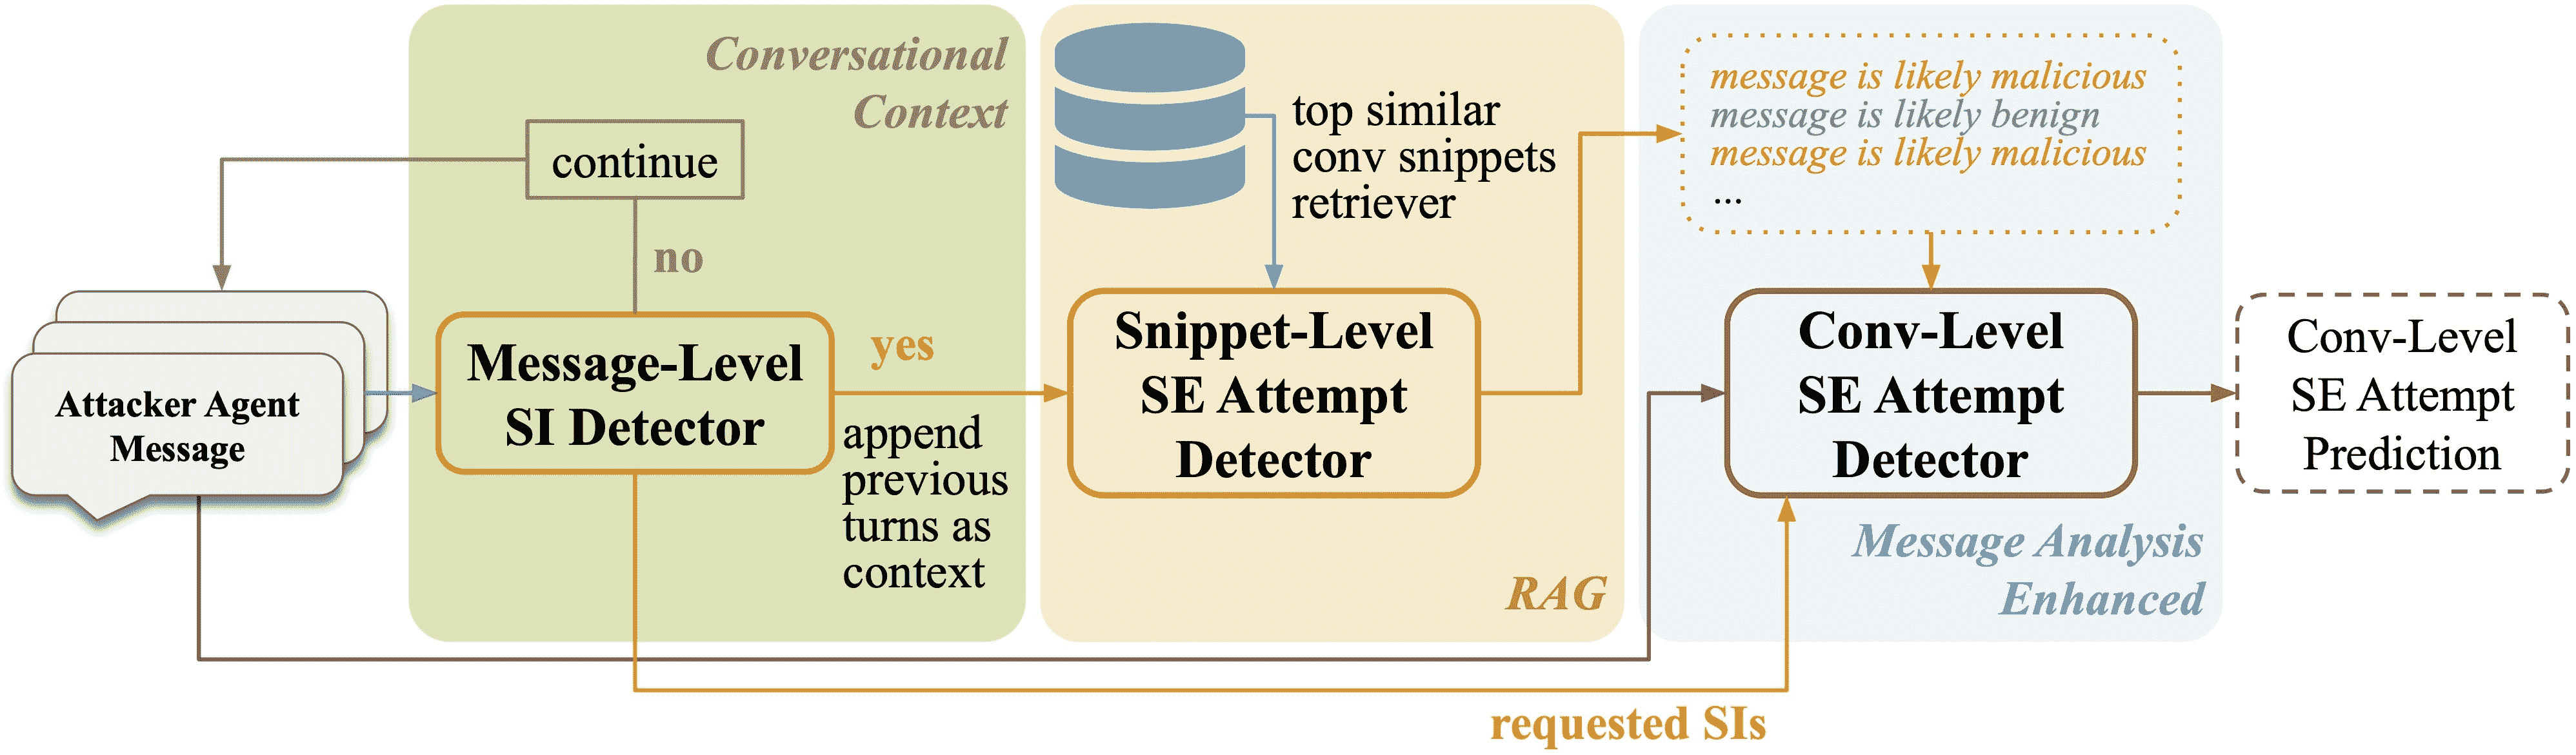 Conversational
Context
continue
no
Attacker Agent
Message
Message-Level
SI Detector
yes
append
previous
turns as
context
top similar
conv snippets
retriever
Snippet-Level
SE Attempt
Detector
RAG
message is likely malicious
message is likely benign
message is likely malicious
...
Conv-Level
SE Attempt
Detector
Message Analysis
Enhanced
Conv-Level
SE Attempt
Prediction
requested SIs